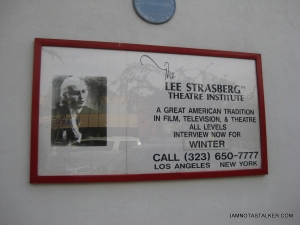 The
LEE STRASBERG™
THEATRE INSTITUTE
A GREAT AMERICAN TRADITION
IN FILM, TELEVISION, & THEATRE
ALL LEVELS
INTERVIEW NOW FOR
WINTER
CALL (323) 650-7777
LOS ANGELES NEW YORK
IAMNOTASTALKER.COM